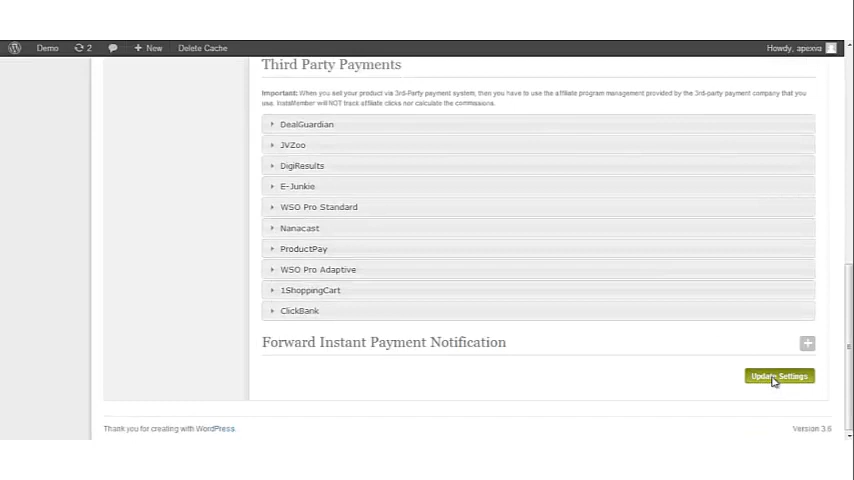 Demo 2 New Delete Cache Howdy, apexva
Third Party Payments
Important: When you sell your product via 3rd-Party payment system, then you have to use the affiliate program management provided by the 3rd-party payment company that you
use. InstaMember will NOT track affiliate clicks nor calculate the commissions.
DealGuardian
JVZoo
DigiResults
E-Junkie
WSO Pro Standard
Nanacast
ProductPay
WSO Pro Adaptive
1ShoppingCart
ClickBank
Forward Instant Payment Notification
Update Settings
Thank you for creating with WordPress. Version 3.6